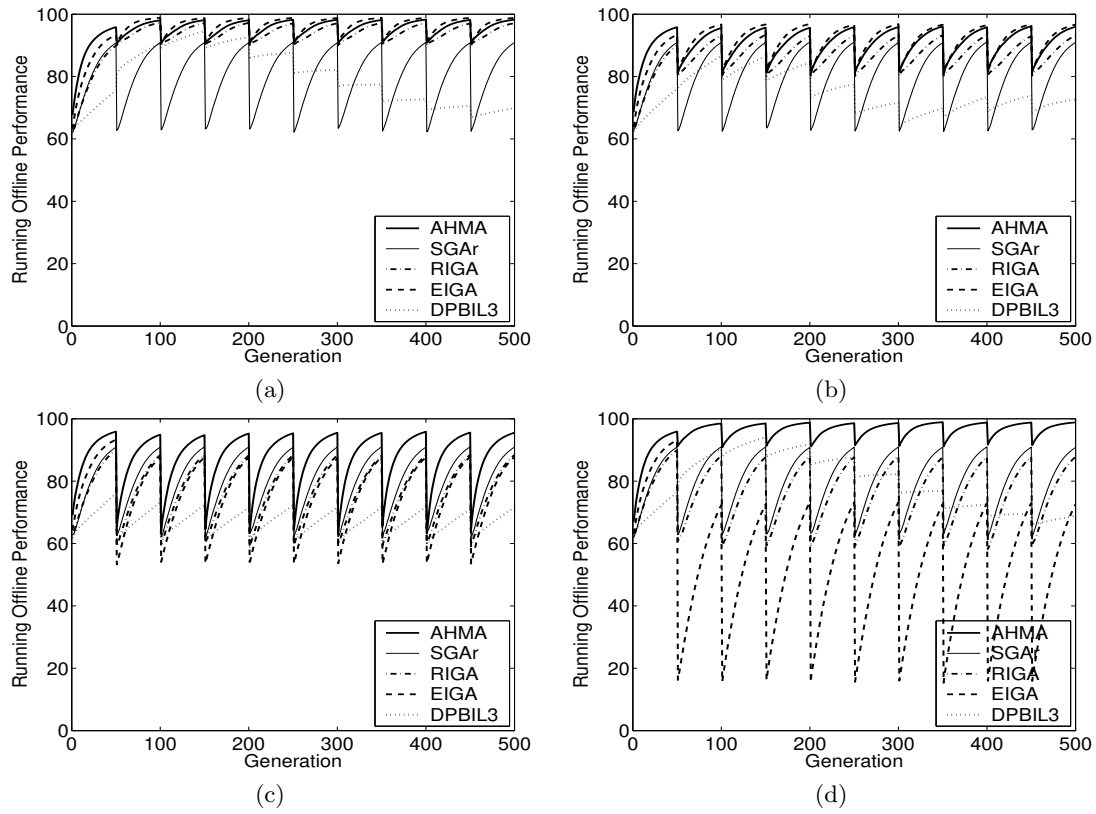 100
80
60
40
20
0
Running Offline Performance
AHMA
SGAr
RIGA
EIGA
DPBIL3
0 100 200 300 400 500
Generation
(a)
100
80
60
40
20
0
Running Offline Performance
AHMA
SGAr
RIGA
EIGA
DPBIL3
0 100 200 300 400 500
Generation
(b)
100
80
60
40
20
0
Running Offline Performance
AHMA
SGAr
RIGA
EIGA
DPBIL3
0 100 200 300 400 500
Generation
(c)
100
80
60
40
20
0
Running Offline Performance
AHMA
SGAr
RIGA
EIGA
DPBIL3
0 100 200 300 400 500
Generation
(d)